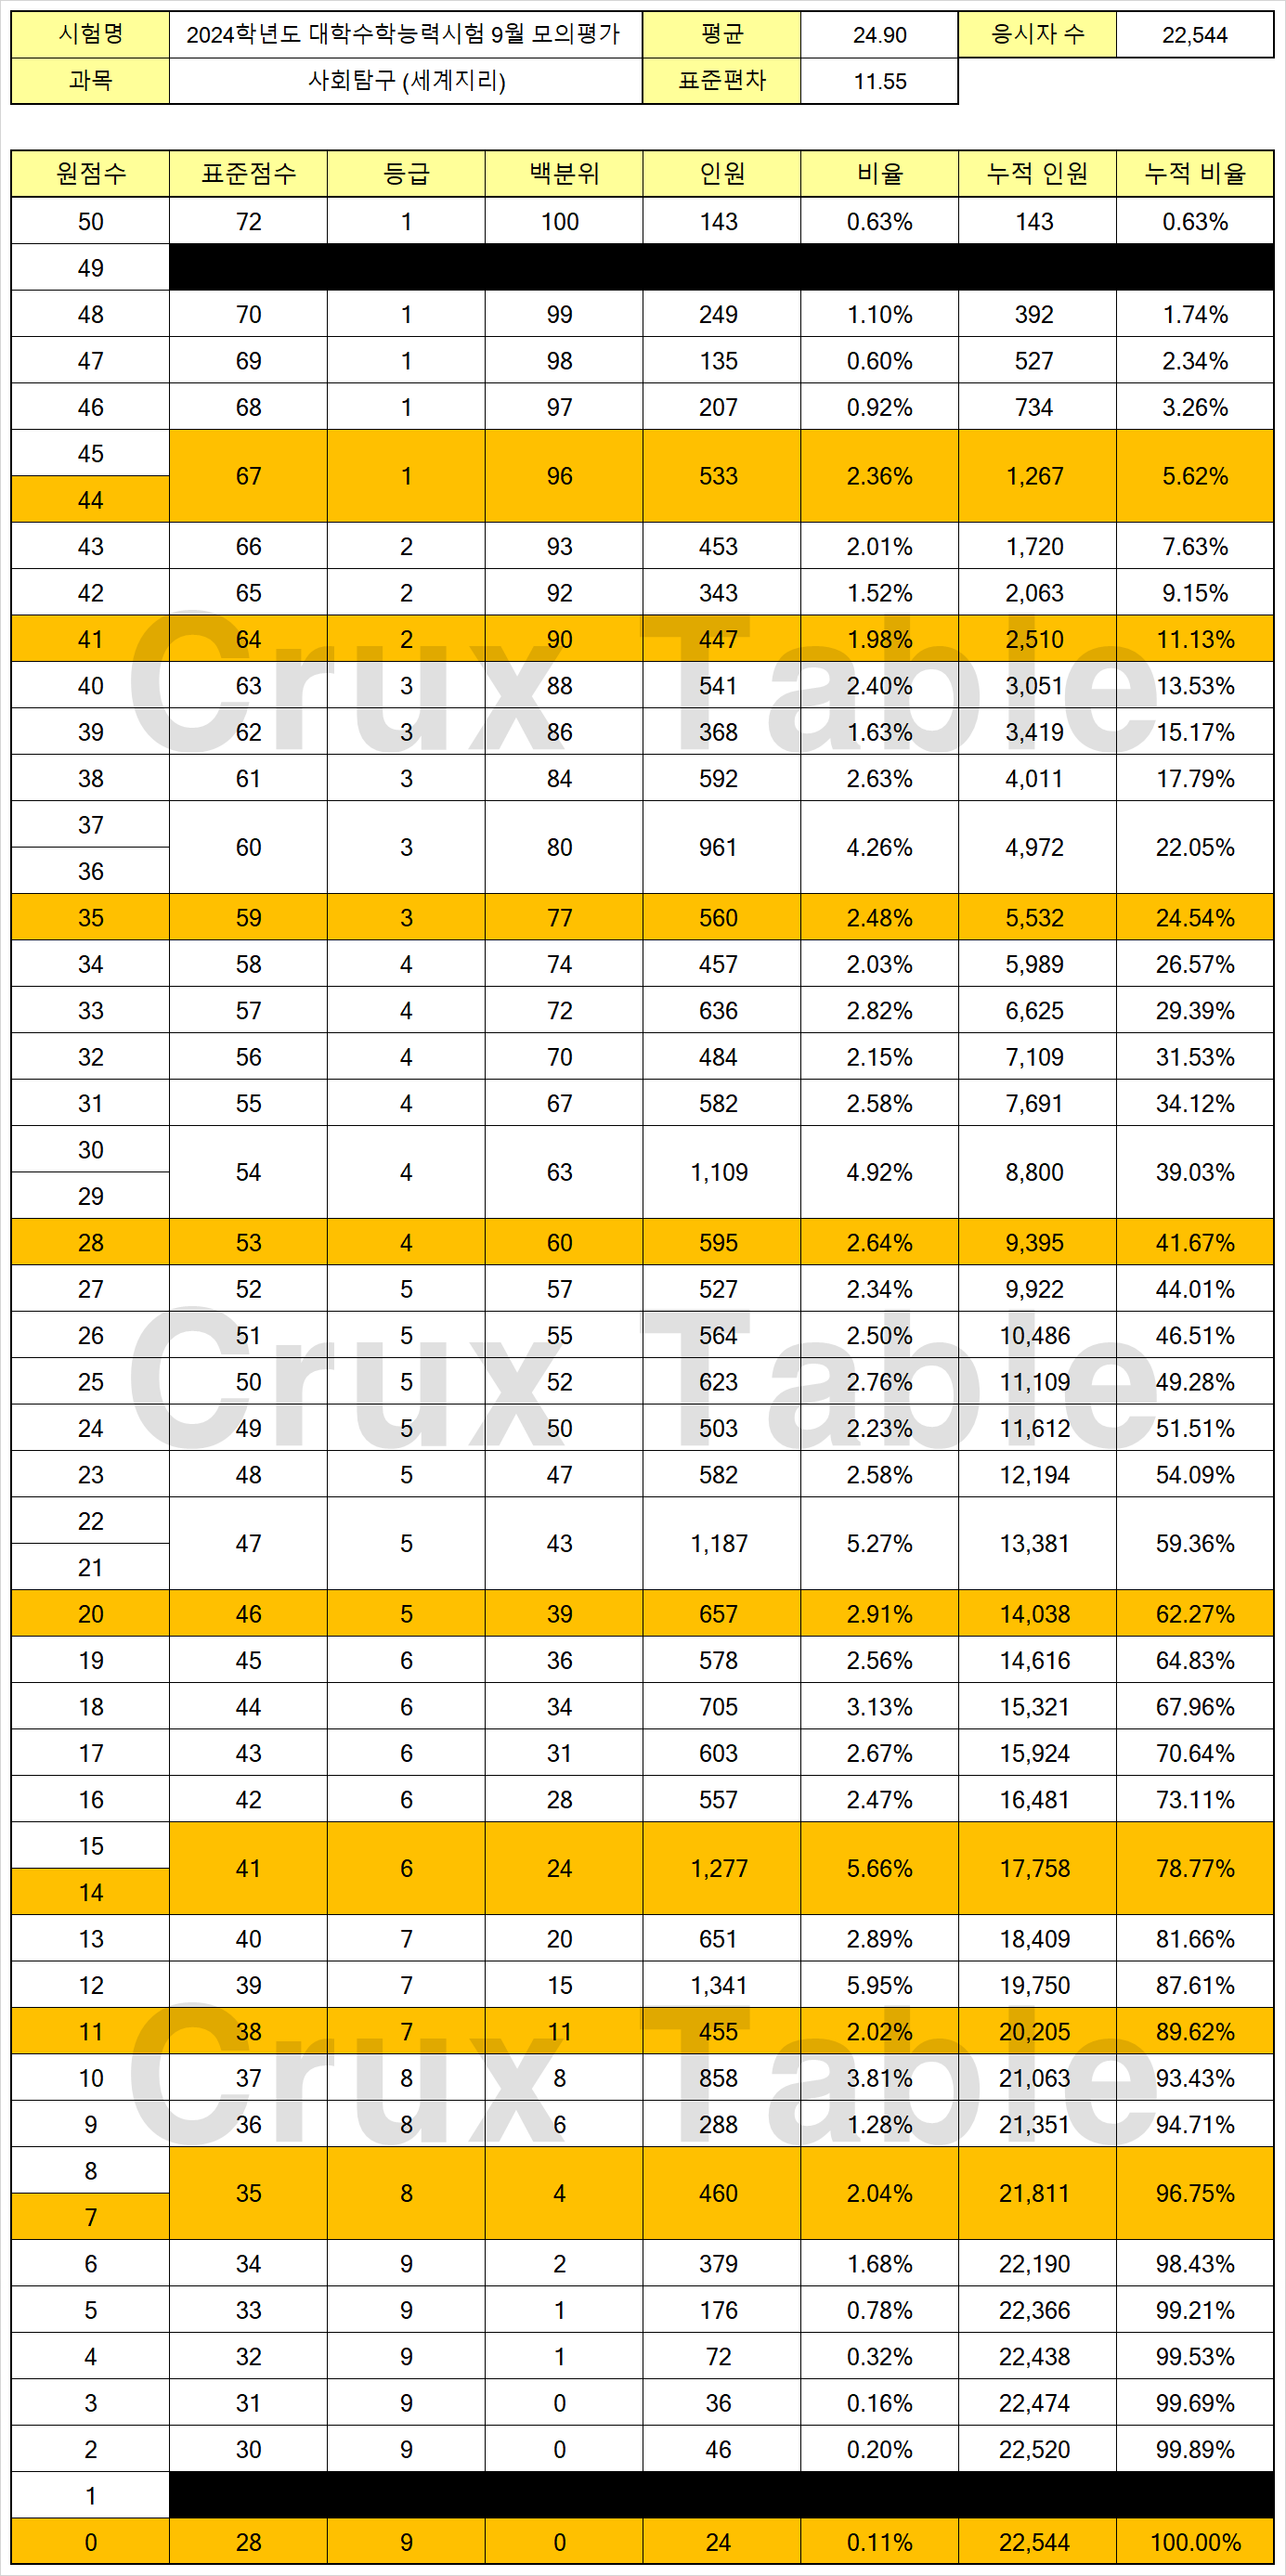 시험명 2024학년도 대학수학능력시험 9월 모의평가 평균 24.90 응시자 수 22,544
과목 사회탐구 (세계지리) 표준편차 11.55
원점수 표준점수 등급 백분위 인원 비율 누적 인원 누적 비율
50 72 1 100 143 0.63% 143 0.63%
49
48 70 1 99 249 1.10% 392 1.74%
47 69 1 98 135 0.60% 527 2.34%
46 68 1 97 207 0.92% 734 3.26%
45
67 1 96 533 2.36% 1,267 5.62%
44
43 66 2 93 453 2.01% 1,720 7.63%
42 65 2 92 343 1.52% 2,063 9.15%
41 64 2 90 447 1.98% 2,510 11.13%
Crux Table
40 63 3 88 541 2.40% 3,051 13.53%
39 62 3 86 368 1.63% 3,419 15.17%
38 61 3 84 592 2.63% 4,011 17.79%
37
60 3 80 961 4.26% 4,972 22.05%
36
35 59 3 77 560 2.48% 5,532 24.54%
34 58 4 74 457 2.03% 5,989 26.57%
33 57 4 72 636 2.82% 6,625 29.39%
32 56 4 70 484 2.15% 7,109 31.53%
31 55 4 67 582 2.58% 7,691 34.12%
30
54 4 63 1,109 4.92% 8,800 39.03%
29
28 53 4 60 595 2.64% 9,395 41.67%
27 52 5 57 527 2.34% 9,922 44.01%
26 51 5 55 564 2.50% 10,486 46.51%
25 50 5 52 623 2.76% 11,109 49.28%
Crux Table
24 49 5 50 503 2.23% 11,612 51.51%
23 48 5 47 582 2.58% 12,194 54.09%
22
47 5 43 1,187 5.27% 13,381 59.36%
21
20 46 5 39 657 2.91% 14,038 62.27%
19 45 6 36 578 2.56% 14,616 64.83%
18 44 6 34 705 3.13% 15,321 67.96%
17 43 6 31 603 2.67% 15,924 70.64%
16 42 6 28 557 2.47% 16,481 73.11%
15
41 6 24 1,277 5.66% 17,758 78.77%
14
13 40 7 20 651 2.89% 18,409 81.66%
12 39 7 15 1,341 5.95% 19,750 87.61%
11 38 7 11 455 2.02% 20,205 89.62%
Crux Table
10 37 8 8 858 3.81% 21,063 93.43%
9 36 8 6 288 1.28% 21,351 94.71%
8
35 8 4 460 2.04% 21,811 96.75%
7
6 34 9 2 379 1.68% 22,190 98.43%
5 33 9 1 176 0.78% 22,366 99.21%
4 32 9 1 72 0.32% 22,438 99.53%
3 31 9 0 36 0.16% 22,474 99.69%
2 30 9 0 46 0.20% 22,520 99.89%
1
0 28 9 0 24 0.11% 22,544 100.00%